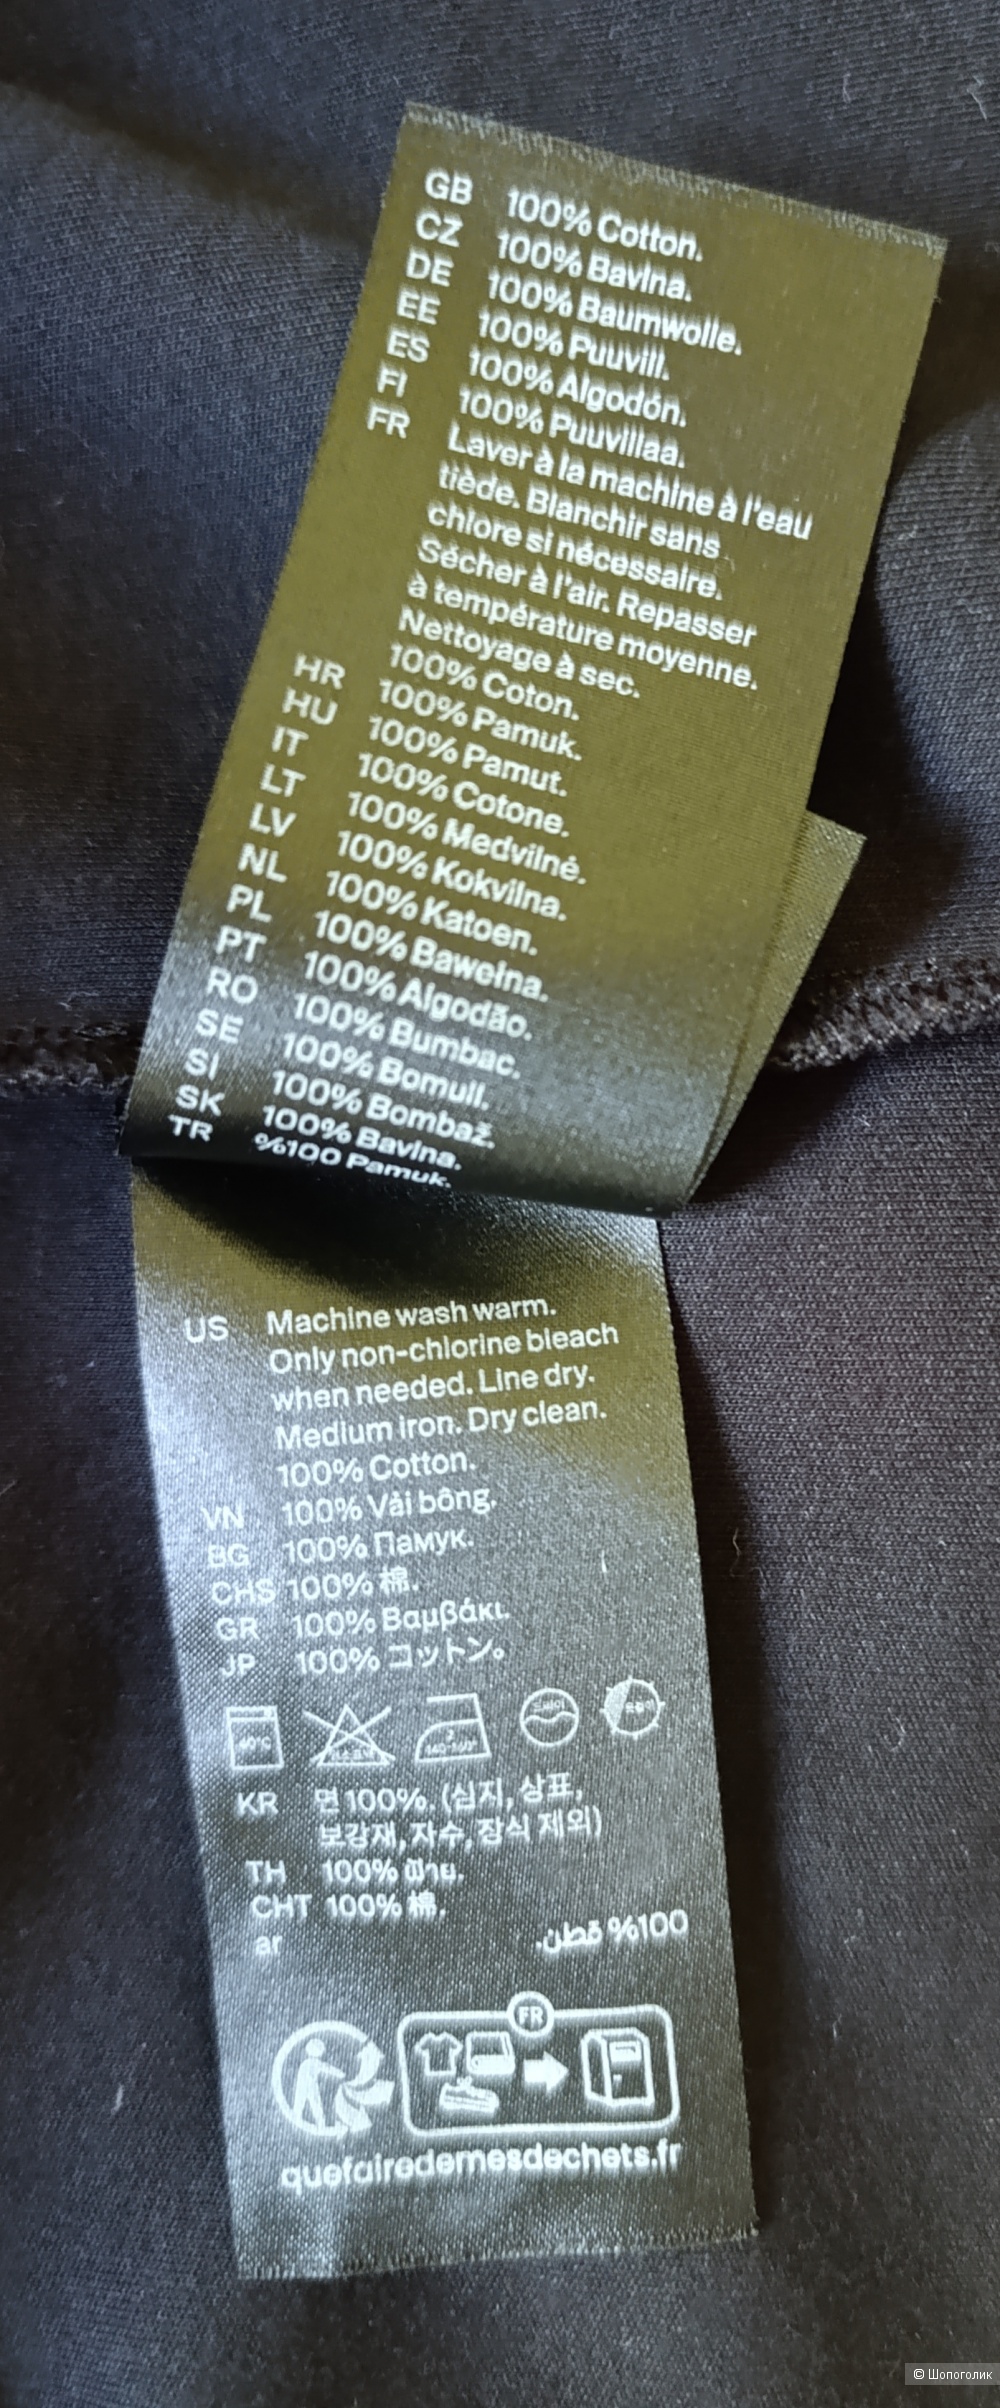 GB 100% Cotton.
CZ 100% Bavlna.
DE 100% Baumwolle.
EE 100% Puuvill.
ES 100% Algodón.
FI 100% Puuvillaa.
FR Laver à la machine à l'eau
tiède. Blanchir sans
chlore si nécessaire.
Sécher à l'air. Repasser
à température moyenne.
Nettoyage à sec.
100% Coton.
HR 100% Pamuk.
HU 100% Pamut.
IT 100% Cotone.
LT 100% Medvilnė.
LV 100% Kokvilna.
NL 100% Katoen.
PL 100% Bawełna.
PT 100% Algodão.
RO 100% Bumbac.
SE 100% Bomull.
SI 100% Bombaž.
SK 100% Bavlna.
TR %100 Pamuk.
US Machine wash warm.
Only non-chlorine bleach
when needed. Line dry.
Medium iron. Dry clean.
100% Cotton.
VN 100% Vải bông.
BG 100% Памук.
CHS 100% 棉.
GR 100% Βαμβάκι.
JP 100% コットン。
40°C
KR 면 100%. (심지, 상표,
보강재, 자수, 장식 제외)
TH 100% ฝ้าย.
CHT 100% 棉.
ar 100% قطن.
FR
quefairedemesdechets.fr
© Шопоголик